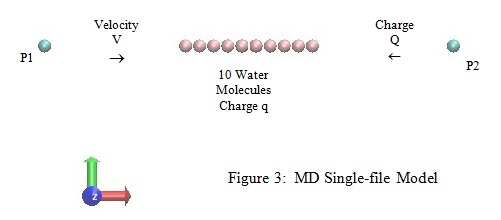 Velocity
V
→
P1
10 Water
Molecules
Charge q
Charge
Q
←
P2
z
Figure 3: MD Single-file Model